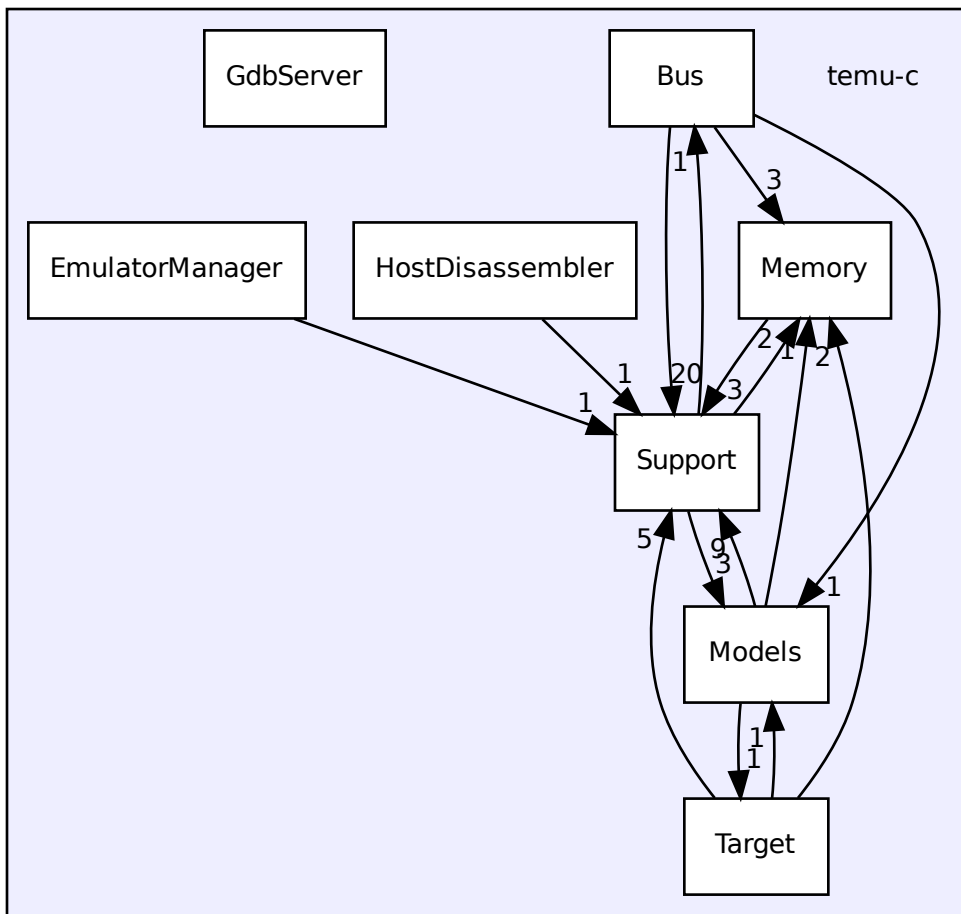 GdbServer
Bus
temu-c
1
3
EmulatorManager
HostDisassembler
Memory
2
1
2
1
20
3
1
Support
5
9
3
1
Models
1
1
Target